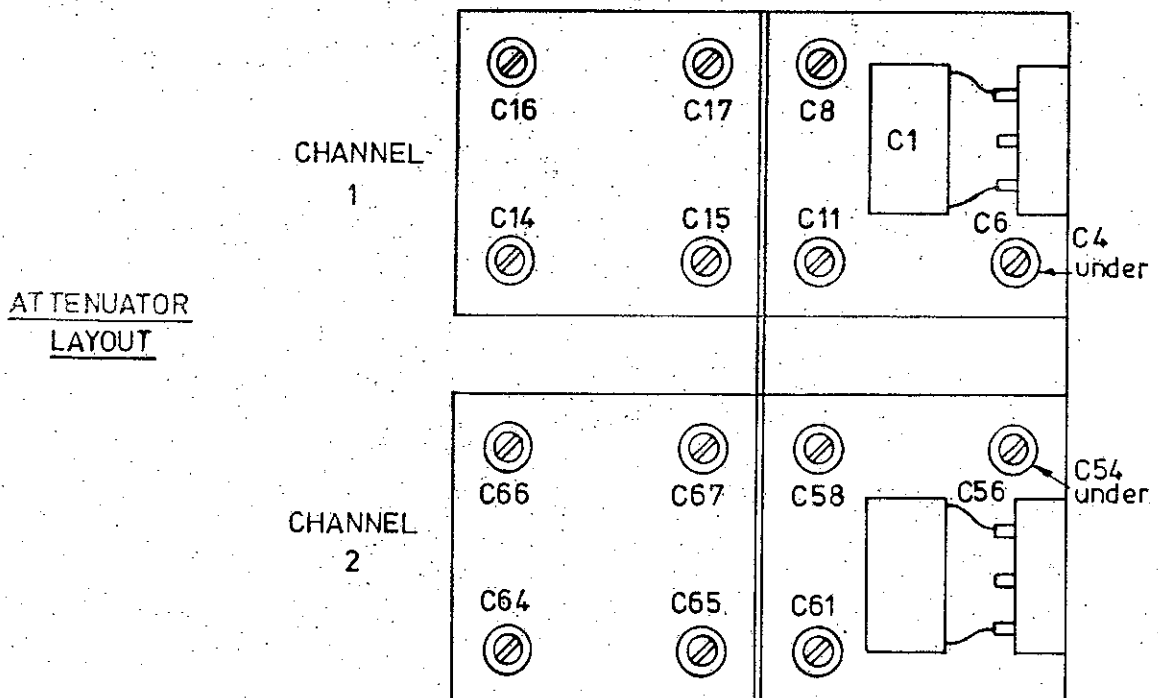 C16
C17
C8
C1
CHANNEL
1
C14
C15
C11
C6
C4
under
ATTENUATOR
LAYOUT
C66
C67
C58
C56
C54
under
CHANNEL
2
C64
C65
C61